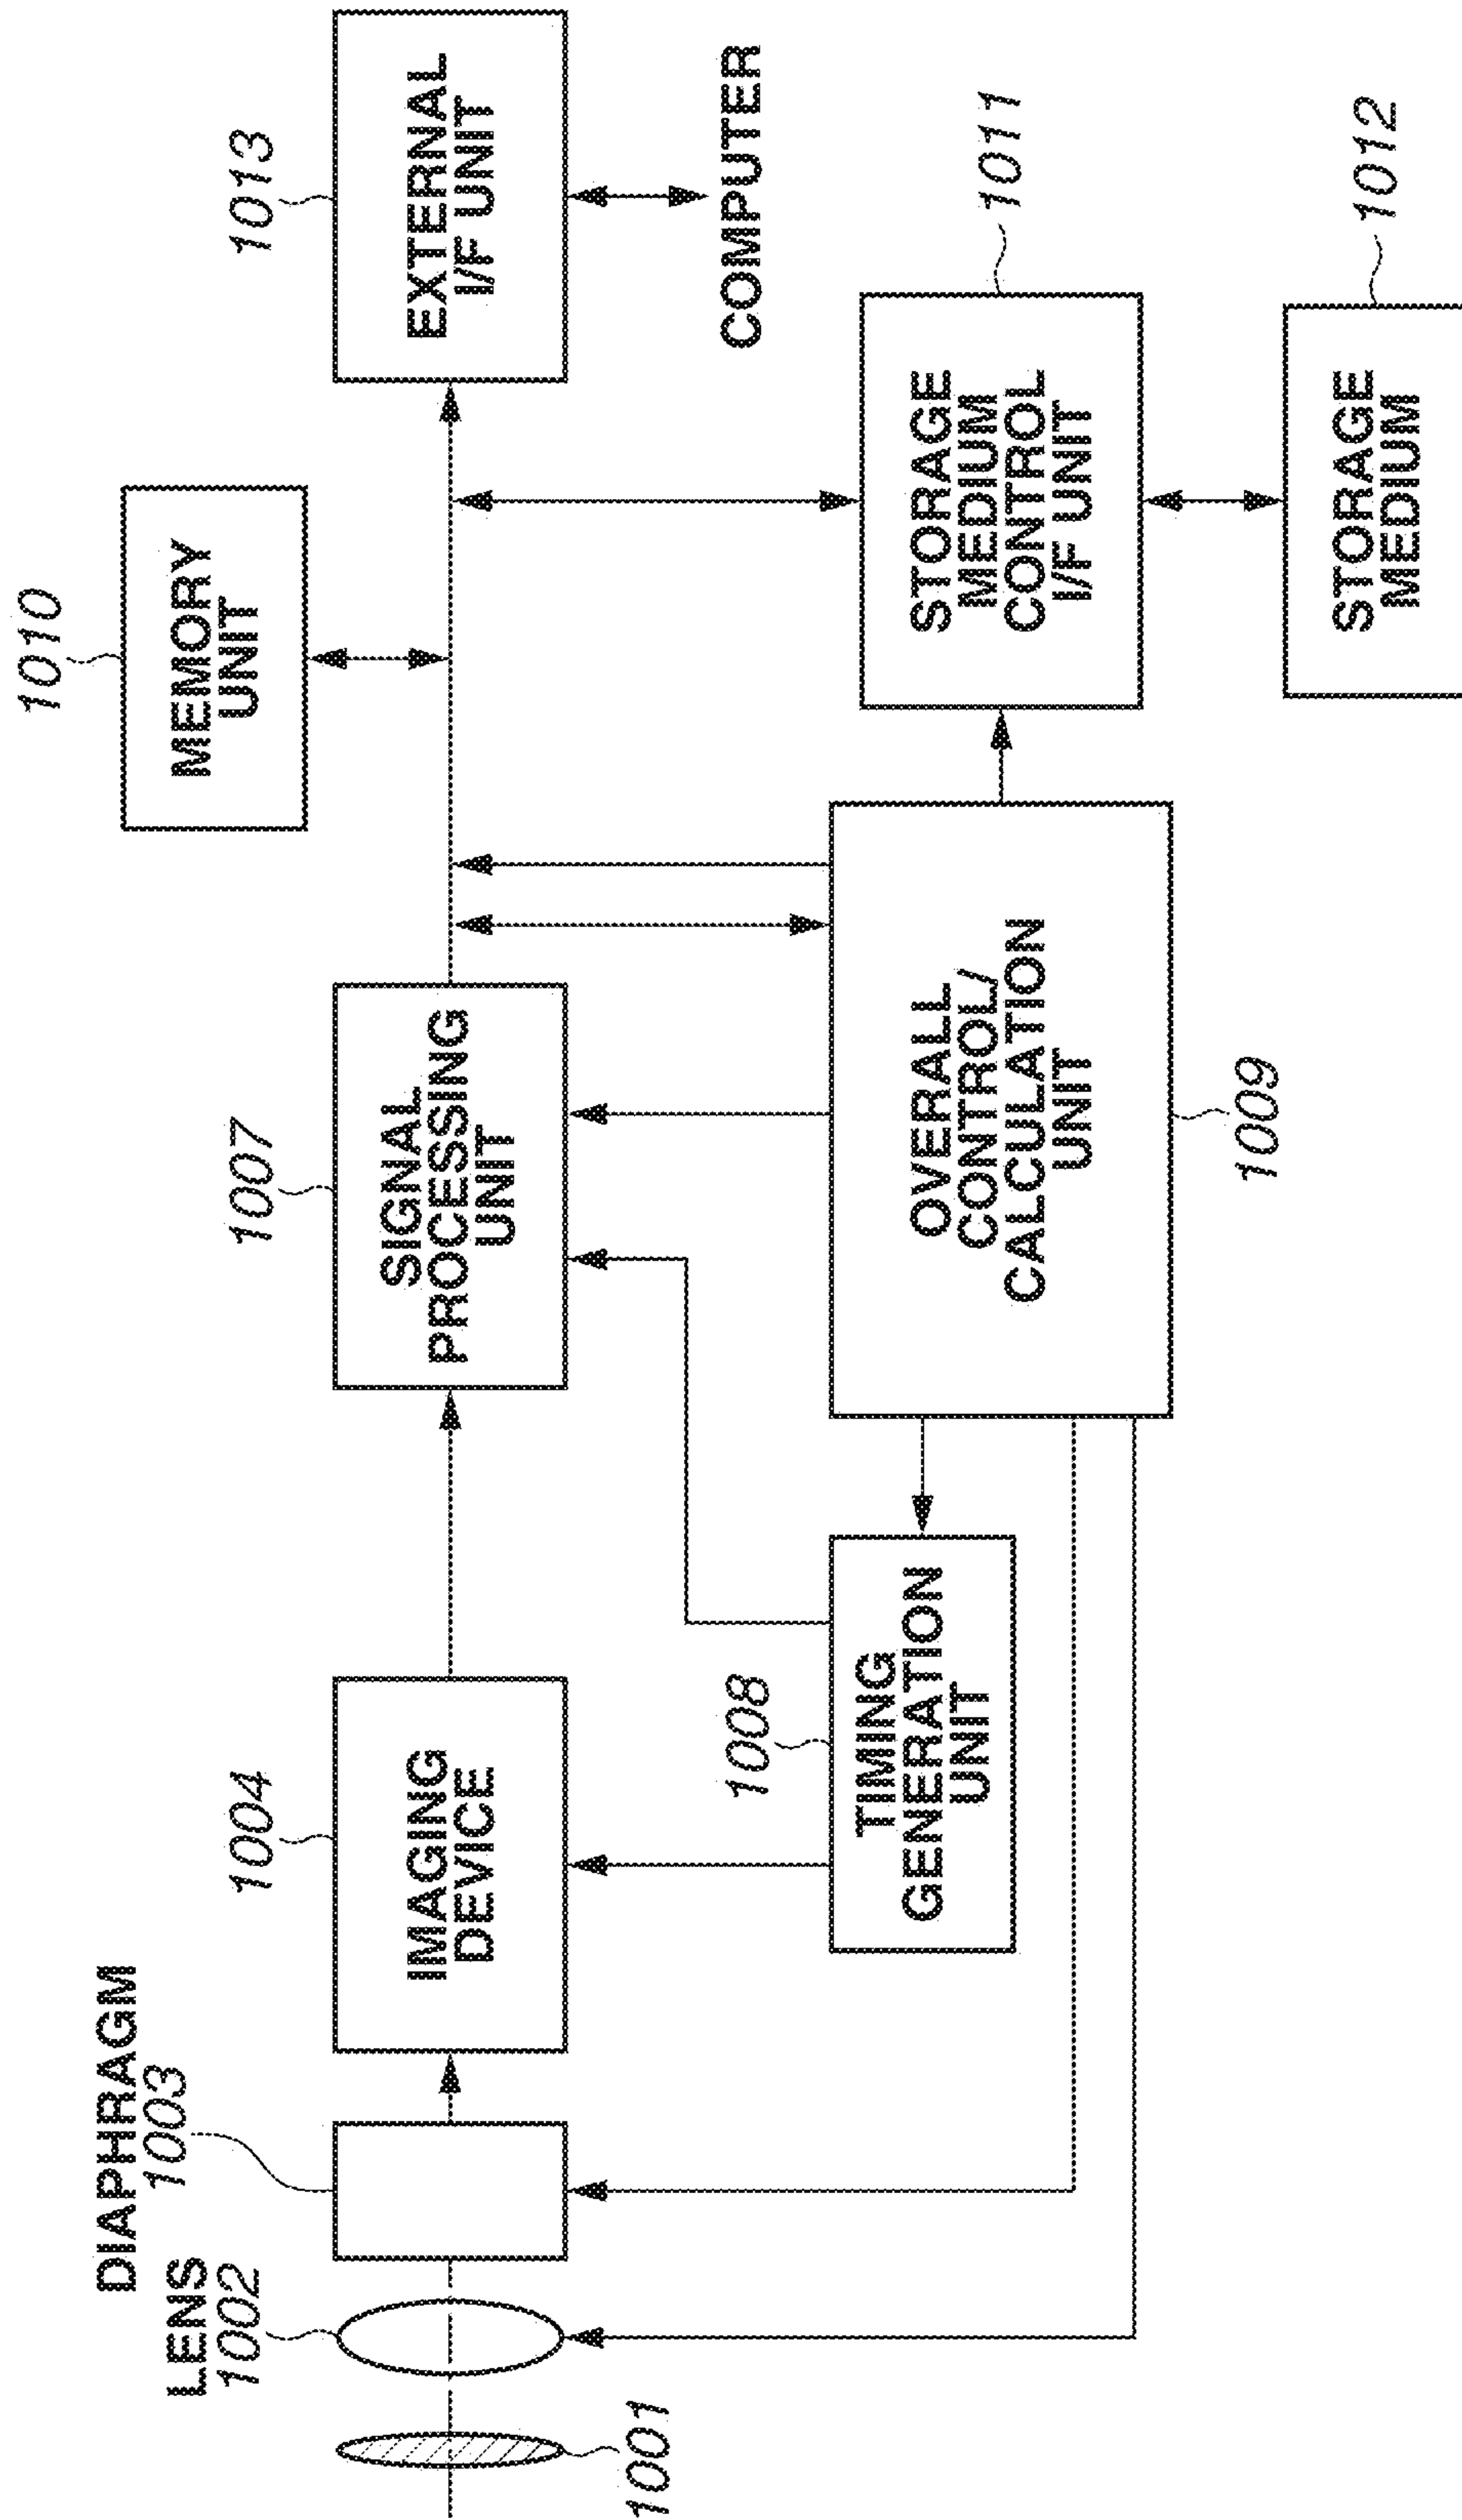 DIAPHRAGM
1003
LENS
1002
1001
1004
IMAGING
DEVICE
1007
SIGNAL
PROCESSING
UNIT
1010
MEMORY
UNIT
1013
EXTERNAL
I/F UNIT
COMPUTER
1008
TIMING
GENERATION
UNIT
OVERALL
CONTROL/
CALCULATION
UNIT
1009
STORAGE
MEDIUM
CONTROL
I/F UNIT
1011
STORAGE
MEDIUM
1012